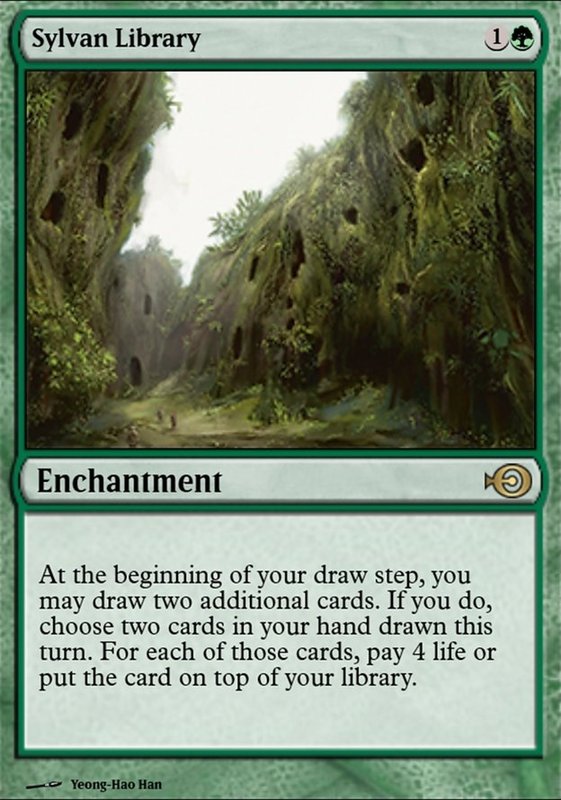 Sylvan Library 1
Enchantment
At the beginning of your draw step, you
may draw two additional cards. If you do,
choose two cards in your hand drawn this
turn. For each of those cards, pay 4 life or
put the card on top of your library.
Yeong-Hao Han